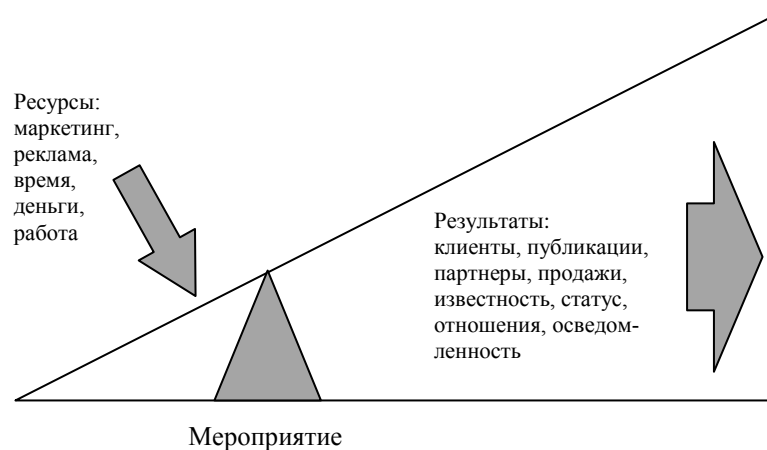 Ресурсы:
маркетинг,
реклама,
время,
деньги,
работа
Результаты:
клиенты, публикации,
партнеры, продажи,
известность, статус,
отношения, осведом-
ленность
Мероприятие